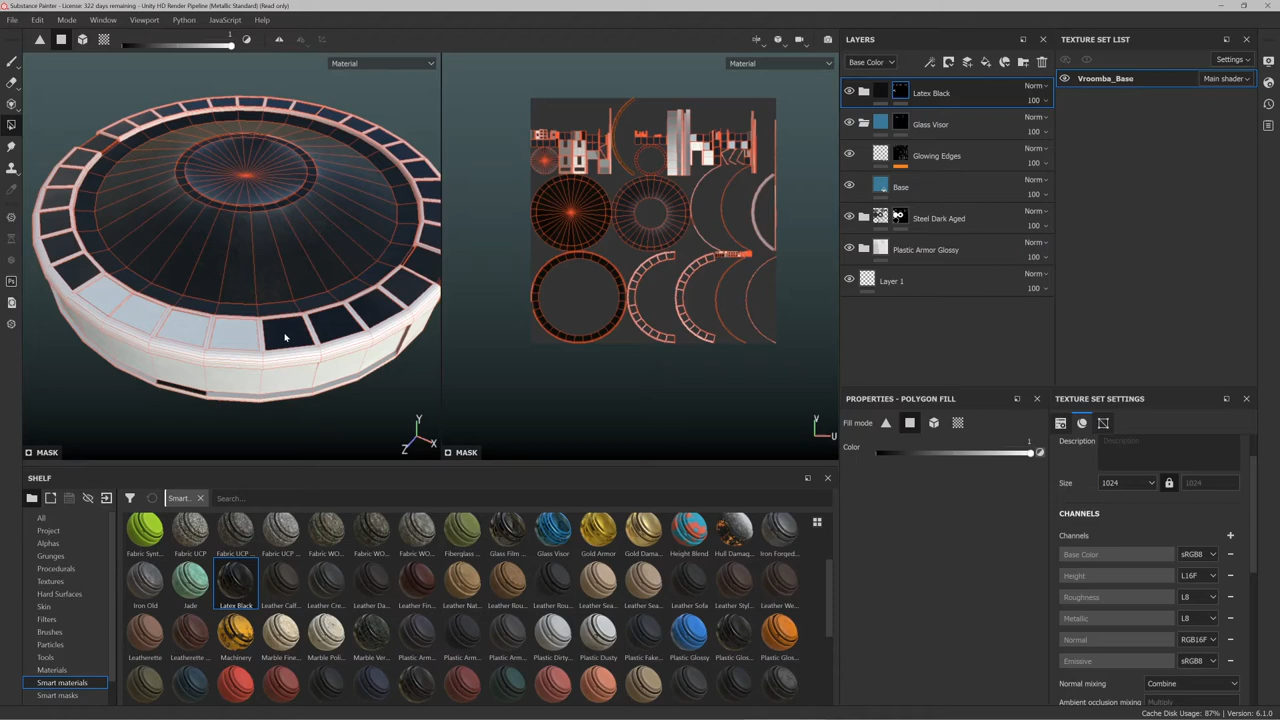 Substance Painter - License: 322 days remaining - Unity HD Render Pipeline (Metallic Standard) (Read only)
File Edit Mode Window Viewport Python JavaScript Help
1
Material
Material
MASK
MASK
Y
X
Z
V
U
LAYERS
Base Color
Latex Black Norm 100
Glass Visor Norm 100
Glowing Edges Norm 100
Base Norm 100
Steel Dark Aged Norm 100
Plastic Armor Glossy Norm 100
Layer 1 Norm 100
TEXTURE SET LIST
Settings
Vroomba_Base Main shader
PROPERTIES - POLYGON FILL
Fill mode
Color 1
TEXTURE SET SETTINGS
Description Description
Size 1024 1024
CHANNELS
Channels
Base Color sRGB8
Height L16F
Roughness L8
Metallic L8
Normal RGB16F
Emissive sRGB8
Normal mixing Combine
Ambient occlusion mixing Multiply
SHELF
Smart.. Search...
All
Project
Alphas
Grunges
Procedurals
Textures
Hard Surfaces
Skin
Filters
Brushes
Particles
Tools
Materials
Smart materials
Smart masks
Fabric Synt... Fabric UCP Fabric UCP ... Fabric UCP ... Fabric WO... Fabric WO... Fiberglass ... Glass Film ... Glass Visor Gold Armor Gold Dama... Height Blend Hull Damag... Iron Forged...
Iron Old Jade Latex Black Leather Calf... Leather Cre... Leather Da... Leather Fin... Leather Nat... Leather Rou... Leather Rou... Leather Sea... Leather Sea... Leather Sofa Leather Styl... Leather We...
Leatherette Leatherette ... Machinery Marble Fine... Marble Poli... Marble Ver... Plastic Arm... Plastic Arm... Plastic Arm... Plastic Dirty... Plastic Dusty Plastic Fake... Plastic Glossy Plastic Glos... Plastic Glos...
Cache Disk Usage: 87% | Version: 6.1.0